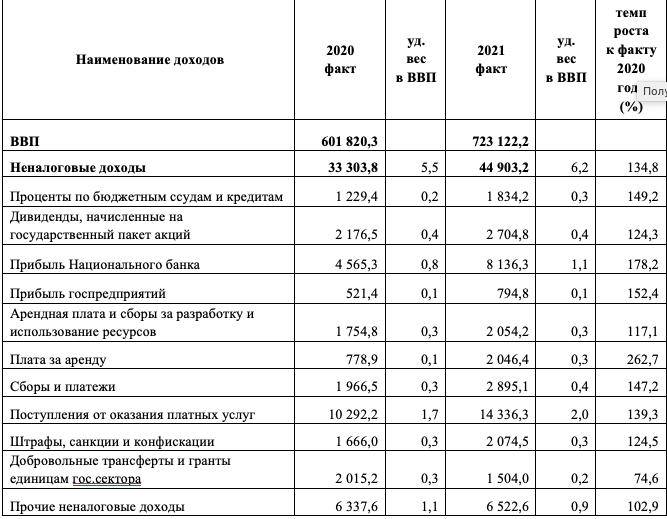 Наименование доходов 2020 факт уд. вес в ВВП 2021 факт уд. вес в ВВП темп роста к факту 2020 год (%)
Полу
ВВП 601 820,3 723 122,2
Неналоговые доходы 33 303,8 5,5 44 903,2 6,2 134,8
Проценты по бюджетным ссудам и кредитам 1 229,4 0,2 1 834,2 0,3 149,2
Дивиденды, начисленные на
государственный пакет акций 2 176,5 0,4 2 704,8 0,4 124,3
Прибыль Национального банка 4 565,3 0,8 8 136,3 1,1 178,2
Прибыль госпредприятий 521,4 0,1 794,8 0,1 152,4
Арендная плата и сборы за разработку и
использование ресурсов 1 754,8 0,3 2 054,2 0,3 117,1
Плата за аренду 778,9 0,1 2 046,4 0,3 262,7
Сборы и платежи 1 966,5 0,3 2 895,1 0,4 147,2
Поступления от оказания платных услуг 10 292,2 1,7 14 336,3 2,0 139,3
Штрафы, санкции и конфискации 1 666,0 0,3 2 074,5 0,3 124,5
Добровольные трансферты и гранты
единицам гос.сектора 2 015,2 0,3 1 504,0 0,2 74,6
Прочие неналоговые доходы 6 337,6 1,1 6 522,6 0,9 102,9